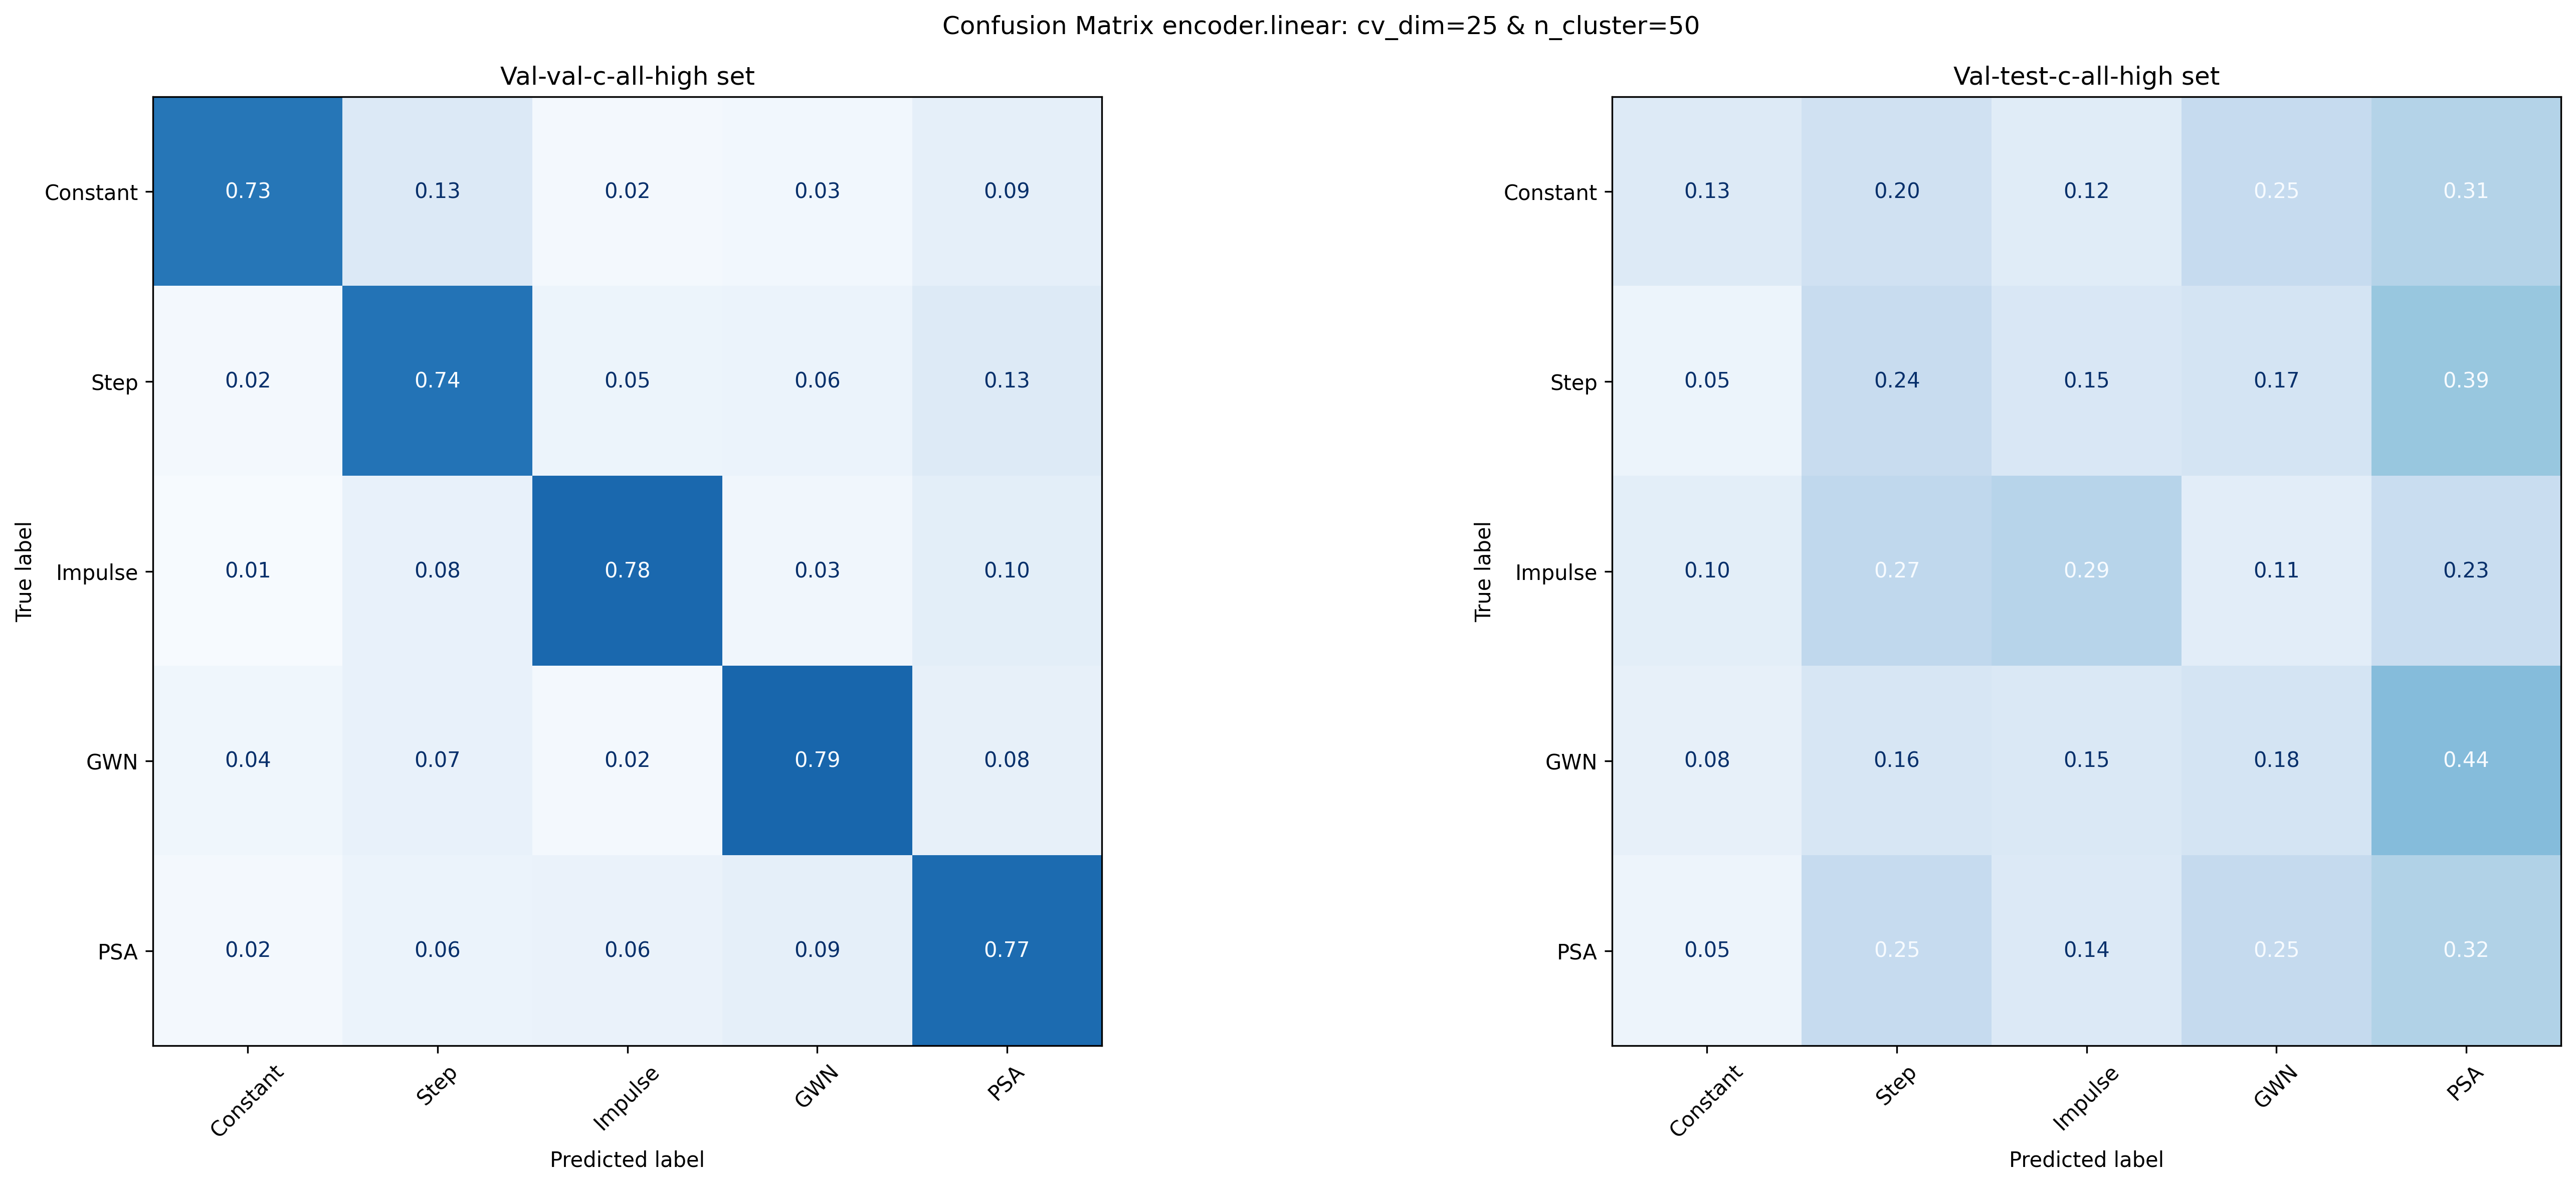 Confusion Matrix encoder.linear: cv_dim=25 & n_cluster=50
Val-val-c-all-high set
True label
Constant 0.73 0.13 0.02 0.03 0.09
Step 0.02 0.74 0.05 0.06 0.13
Impulse 0.01 0.08 0.78 0.03 0.10
GWN 0.04 0.07 0.02 0.79 0.08
PSA 0.02 0.06 0.06 0.09 0.77
Constant Step Impulse GWN PSA
Predicted label
Val-test-c-all-high set
True label
Constant 0.13 0.20 0.12 0.25 0.31
Step 0.05 0.24 0.15 0.17 0.39
Impulse 0.10 0.27 0.29 0.11 0.23
GWN 0.08 0.16 0.15 0.18 0.44
PSA 0.05 0.25 0.14 0.25 0.32
Constant Step Impulse GWN PSA
Predicted label